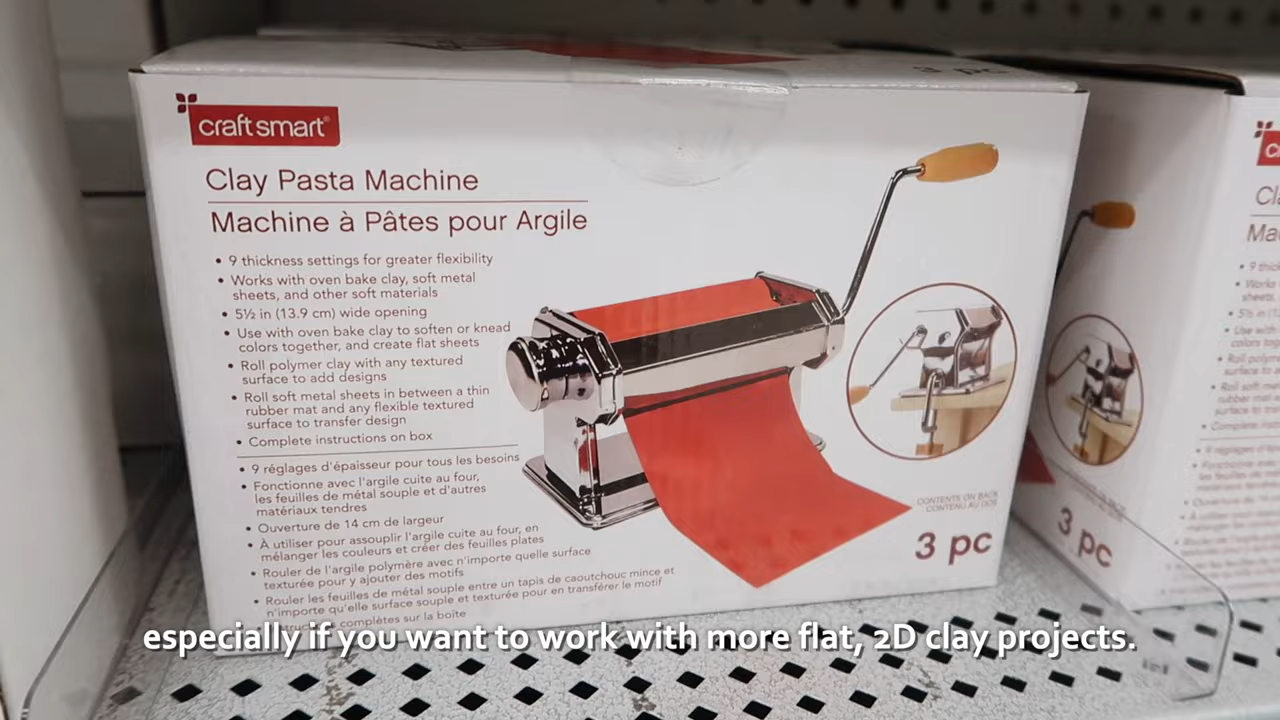 craft smart®
Clay Pasta Machine
Machine à Pâtes pour Argile
• 9 thickness settings for greater flexibility
• Works with oven bake clay, soft metal
sheets, and other soft materials
• 5½ in (13.9 cm) wide opening
• Use with oven bake clay to soften or knead
colors together, and create flat sheets
• Roll polymer clay with any textured
surface to add designs
• Roll soft metal sheets in between a thin
rubber mat and any flexible textured
surface to transfer design
• Complete instructions on box
• 9 réglages d'épaisseur pour tous les besoins
• Fonctionne avec l'argile cuite au four,
les feuilles de métal souple et d'autres
matériaux tendres
• Ouverture de 14 cm de largeur
• À utiliser pour assouplir l'argile cuite au four, en
mélanger les couleurs et créer des feuilles plates
• Rouler de l'argile polymère avec n'importe quelle surface
texturée pour y ajouter des motifs
• Rouler les feuilles de métal souple entre un tapis de caoutchouc mince et
n'importe qu'elle surface souple et texturée pour en transférer le motif
complètes sur la boîte
CONTENTS ON BACK
CONTENU AU DOS
3 pc
3 pc
3 pc
especially if you want to work with more flat, 2D clay projects.